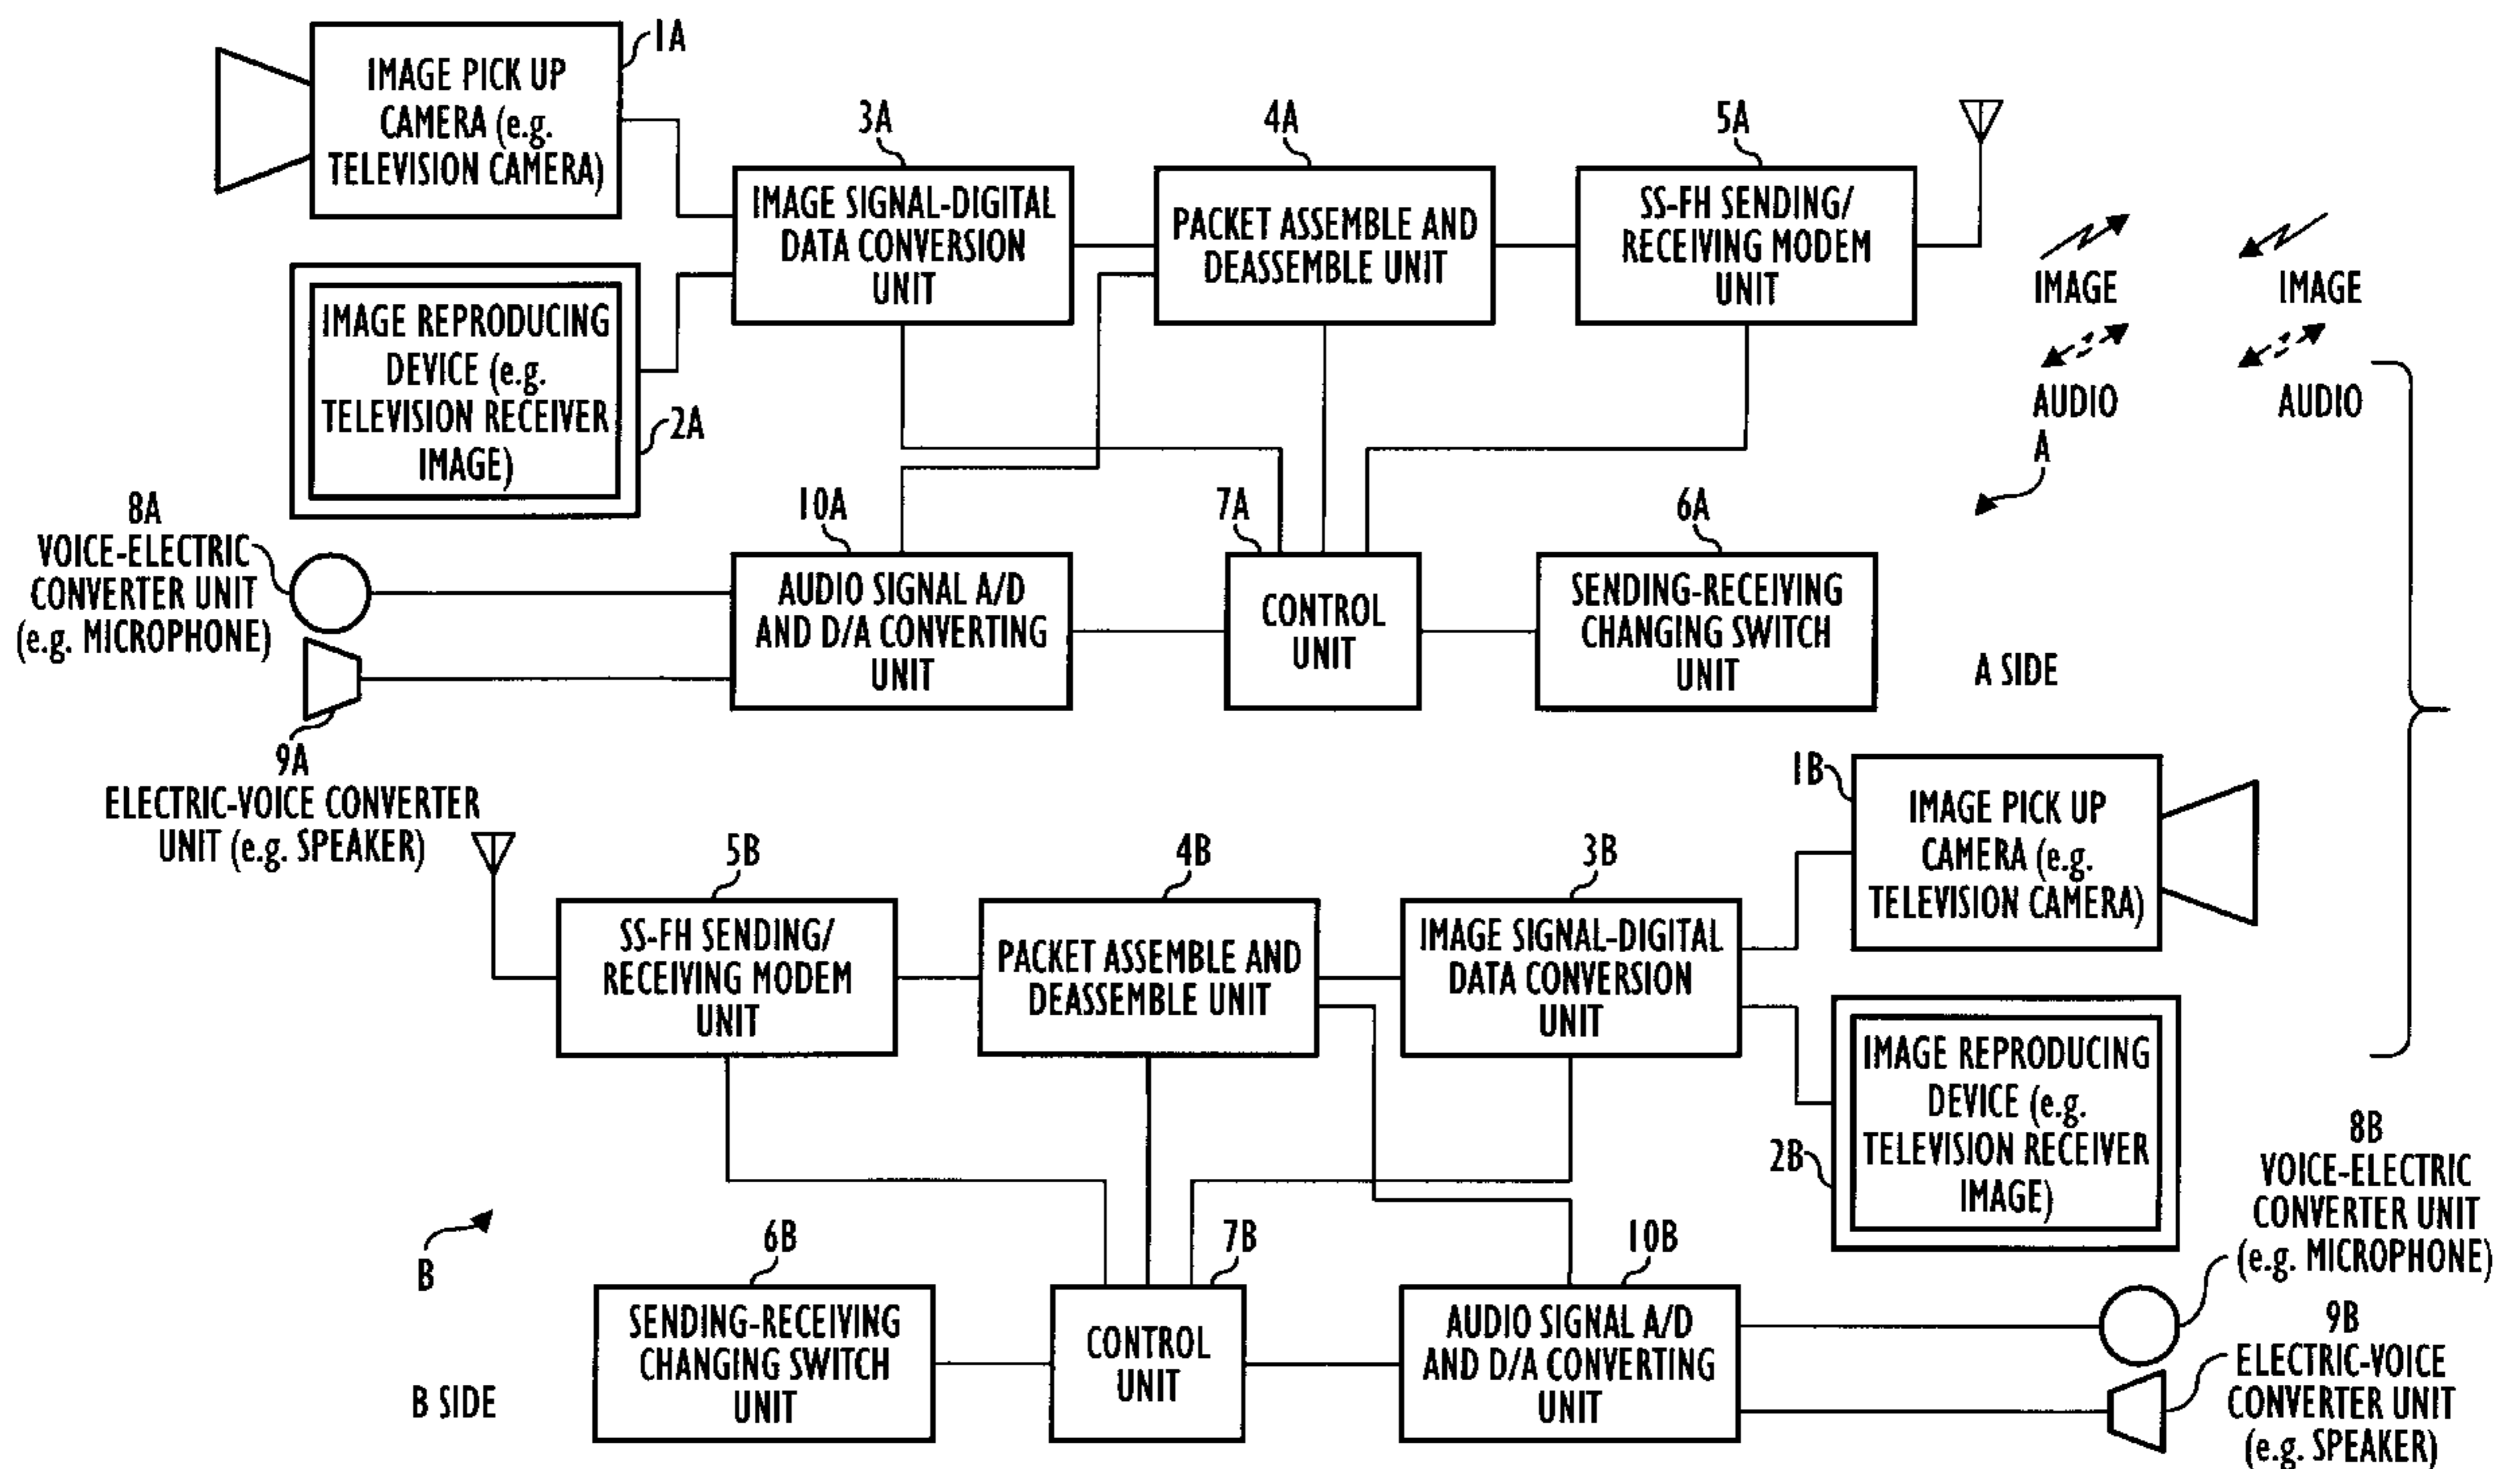 1A
IMAGE PICK UP
CAMERA (e.g.
TELEVISION CAMERA)
3A
IMAGE SIGNAL-DIGITAL
DATA CONVERSION
UNIT
4A
PACKET ASSEMBLE AND
DEASSEMBLE UNIT
5A
SS-FH SENDING/
RECEIVING MODEM
UNIT
IMAGE
IMAGE
AUDIO
AUDIO
A
IMAGE REPRODUCING
DEVICE (e.g.
TELEVISION RECEIVER
IMAGE)
2A
8A
VOICE-ELECTRIC
CONVERTER UNIT
(e.g. MICROPHONE)
10A
AUDIO SIGNAL A/D
AND D/A CONVERTING
UNIT
7A
CONTROL
UNIT
6A
SENDING-RECEIVING
CHANGING SWITCH
UNIT
A SIDE
9A
ELECTRIC-VOICE CONVERTER
UNIT (e.g. SPEAKER)
5B
SS-FH SENDING/
RECEIVING MODEM
UNIT
4B
PACKET ASSEMBLE AND
DEASSEMBLE UNIT
3B
IMAGE SIGNAL-DIGITAL
DATA CONVERSION
UNIT
1B
IMAGE PICK UP
CAMERA (e.g.
TELEVISION CAMERA)
IMAGE REPRODUCING
DEVICE (e.g.
TELEVISION RECEIVER
IMAGE)
2B
B
6B
SENDING-RECEIVING
CHANGING SWITCH
UNIT
B SIDE
7B
CONTROL
UNIT
10B
AUDIO SIGNAL A/D
AND D/A CONVERTING
UNIT
8B
VOICE-ELECTRIC
CONVERTER UNIT
(e.g. MICROPHONE)
9B
ELECTRIC-VOICE
CONVERTER UNIT
(e.g. SPEAKER)